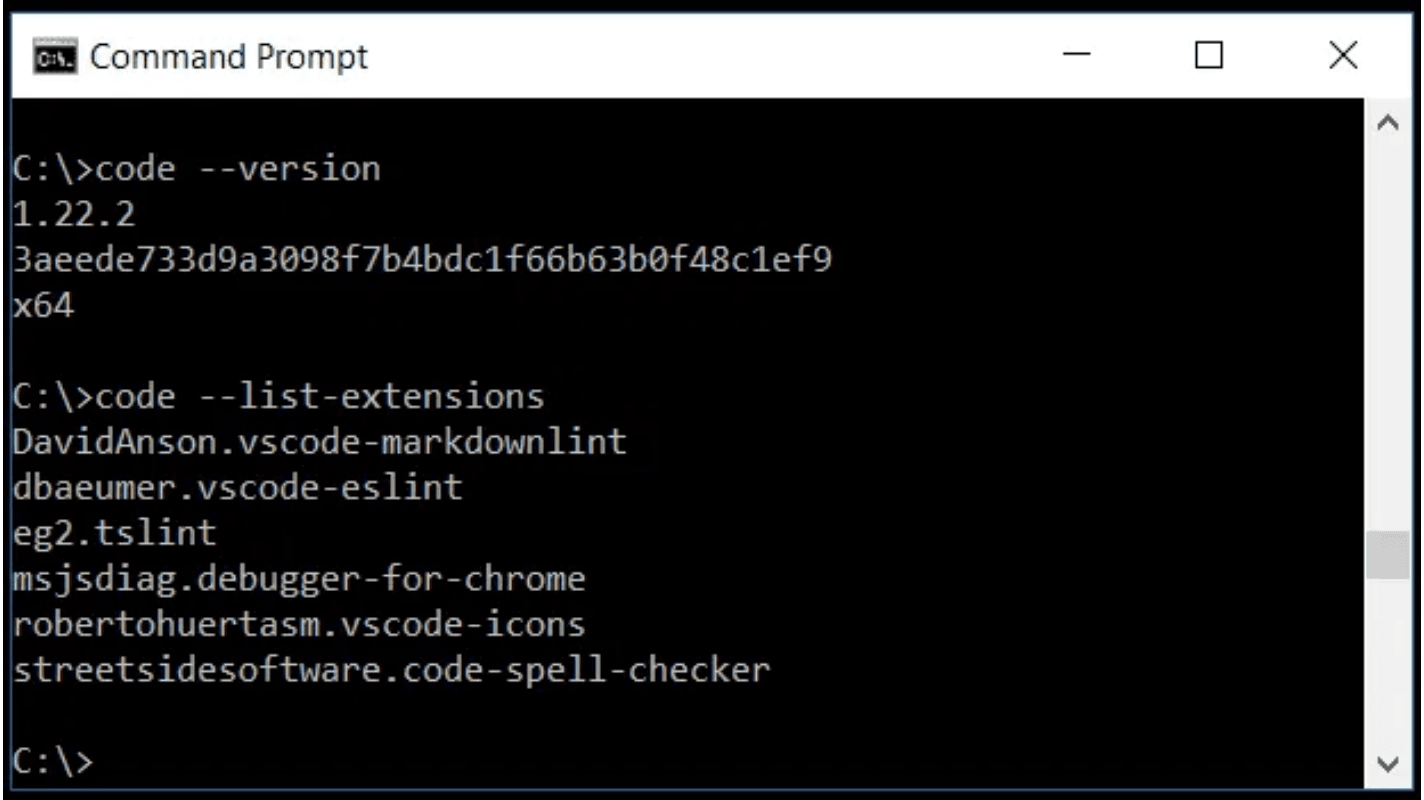 Command Prompt
C:\>code --version
1.22.2
3aeede733d9a3098f7b4bdc1f66b63b0f48c1ef9
x64
C:\>code --list-extensions
DavidAnson.vscode-markdownlint
dbaeumer.vscode-eslint
eg2.tslint
msjsdiag.debugger-for-chrome
robertohuertasm.vscode-icons
streetsidesoftware.code-spell-checker
C:\>